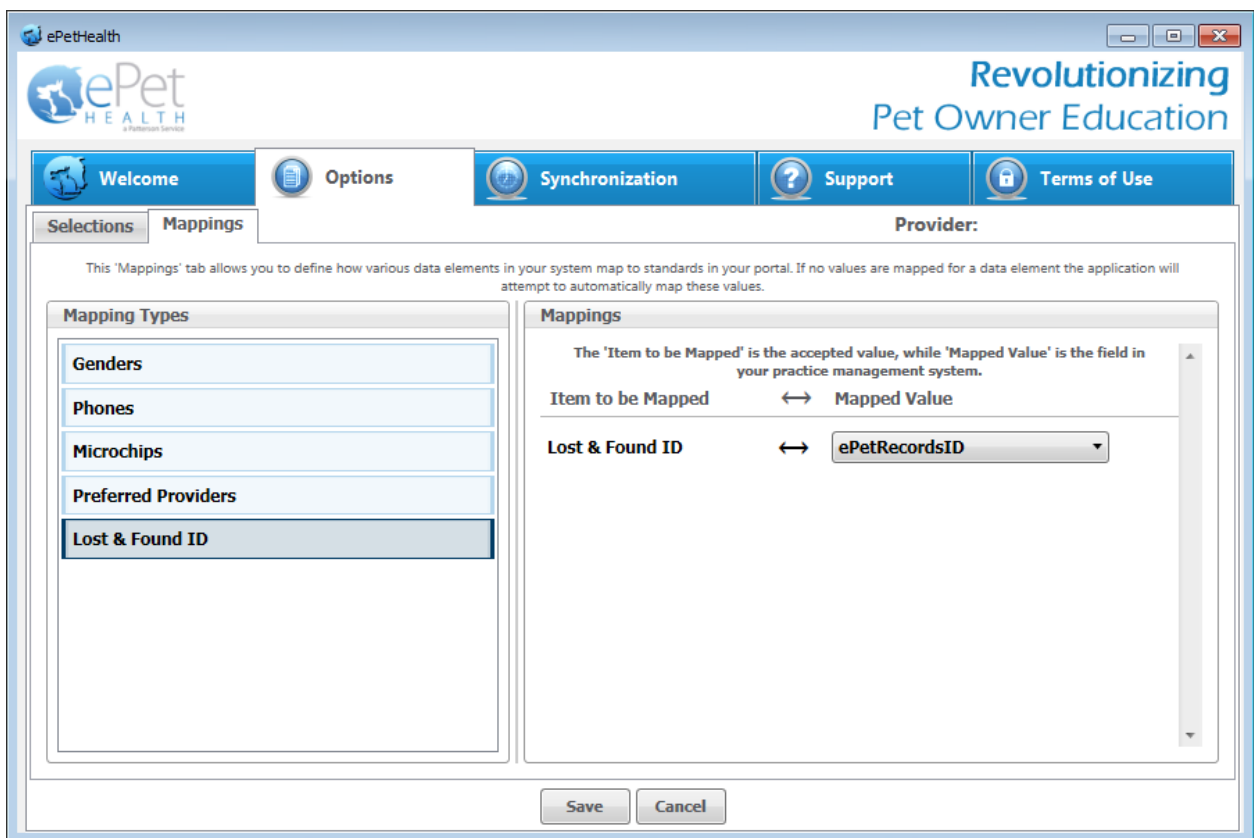 ePetHealth
ePet
HEALTH
a Patterson Service
Revolutionizing
Pet Owner Education
Welcome
Options
Synchronization
Support
Terms of Use
Selections
Mappings
Provider:
This 'Mappings' tab allows you to define how various data elements in your system map to standards in your portal. If no values are mapped for a data element the application will
attempt to automatically map these values.
Mapping Types
Genders
Phones
Microchips
Preferred Providers
Lost & Found ID
Mappings
The 'Item to be Mapped' is the accepted value, while 'Mapped Value' is the field in
your practice management system.
Item to be Mapped ↔ Mapped Value
Lost & Found ID ↔ ePetRecordsID
Save
Cancel